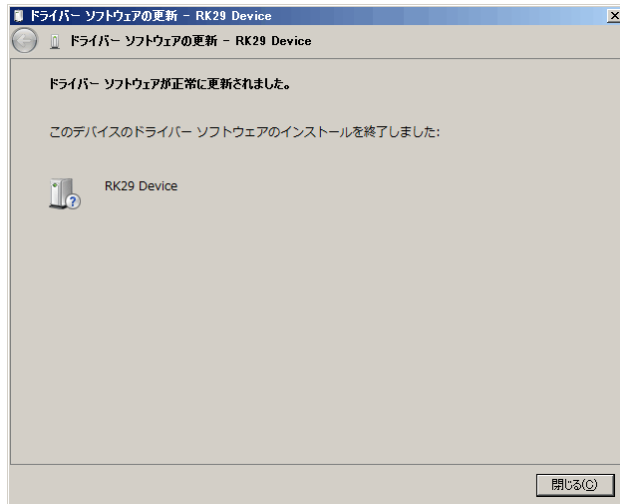 ドライバー ソフトウェアの更新 - RK29 Device
ドライバー ソフトウェアの更新 - RK29 Device
ドライバー ソフトウェアが正常に更新されました。
このデバイスのドライバー ソフトウェアのインストールを終了しました:
RK29 Device
閉じる(C)